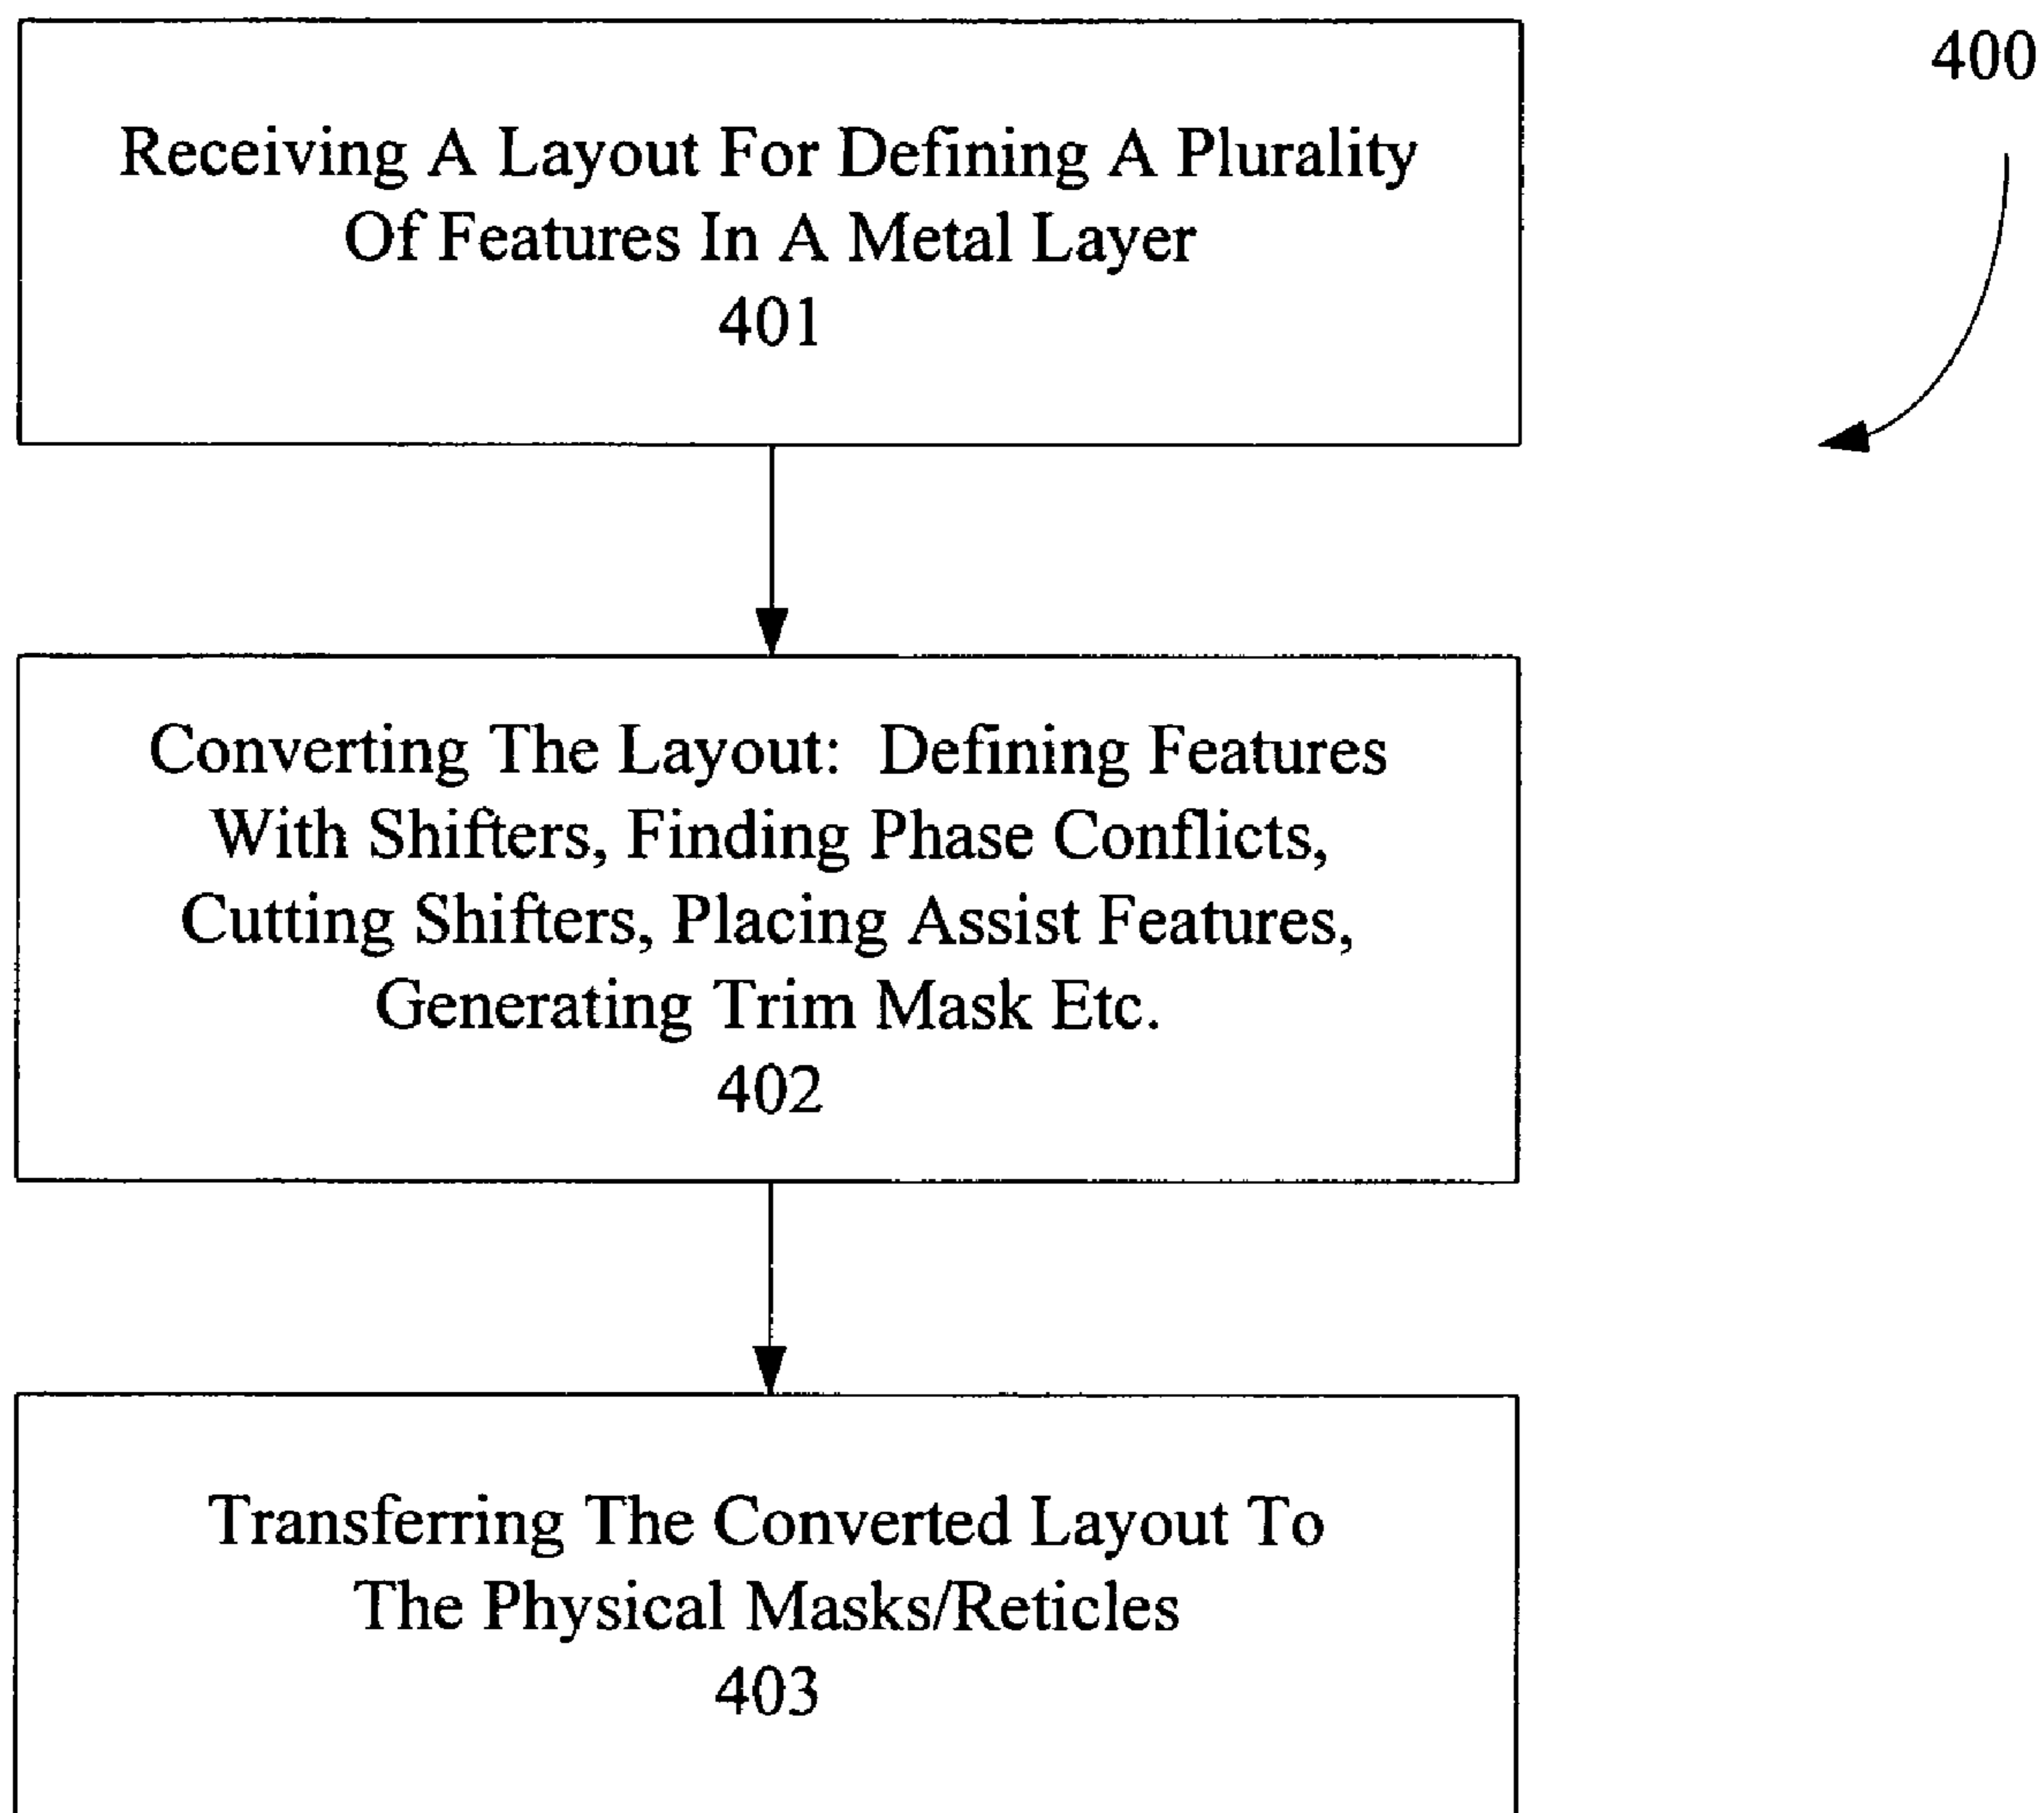 400
Receiving A Layout For Defining A Plurality
Of Features In A Metal Layer
401
Converting The Layout: Defining Features
With Shifters, Finding Phase Conflicts,
Cutting Shifters, Placing Assist Features,
Generating Trim Mask Etc.
402
Transferring The Converted Layout To
The Physical Masks/Reticles
403